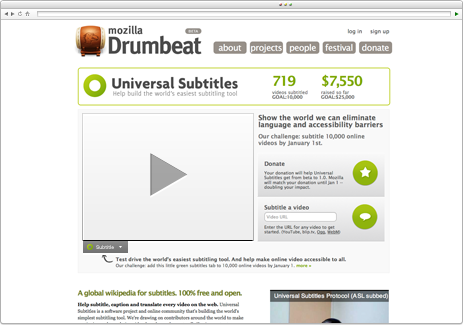 mozilla
Drumbeat
BETA
log in
sign up
about
projects
people
festival
donate
Universal Subtitles
Help build the world's easiest subtitling tool
719
videos subtitled
GOAL:10,000
$7,550
raised so far
GOAL:$25,000
Show the world we can eliminate
language and accessibility barriers
Our challenge: subtitle 10,000 online
videos by January 1st.
Donate
Your donation will help Universal
Subtitles get from beta to 1.0. Mozilla
will match your donation until Jan 1 -
doubling your impact.
Subtitle a video
Video URL
Enter the URL for any video to get
started. (YouTube, blip.tv, Ogg, WebM)
Subtitle
Test drive the world's easiest subtitling tool. And help make online video accessible to all.
Our challenge: add this little green subtitles tab to 10,000 online videos by January 1. more »
A global wikipedia for subtitles. 100% free and open.
Help subtitle, caption and translate every video on the web. Universal
Subtitles is a software project and online community that's building the world's
simplest subtitling tool. We're drawing on contributors around the world to make
Universal Subtitles Protocol (ASL subbed)